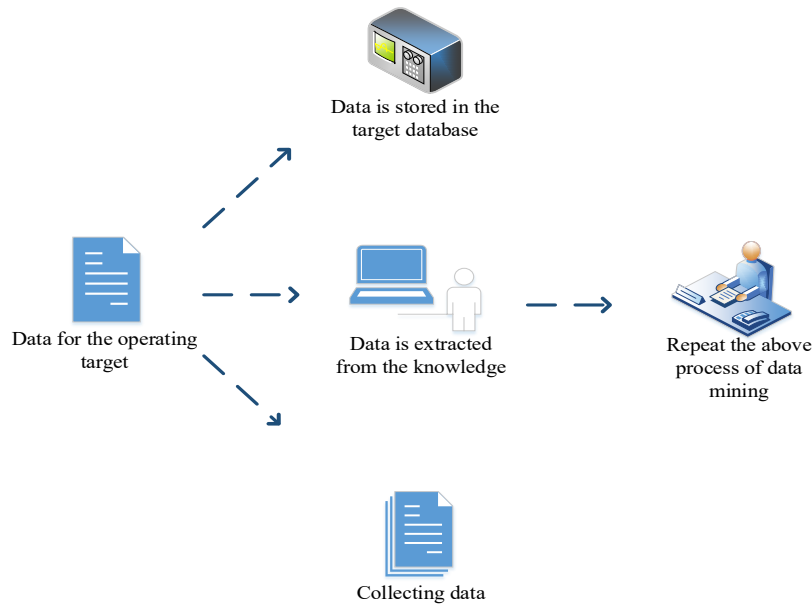 Data is stored in the
target database
Data for the operating
target
Data is extracted
from the knowledge
Repeat the above
process of data
mining
Collecting data